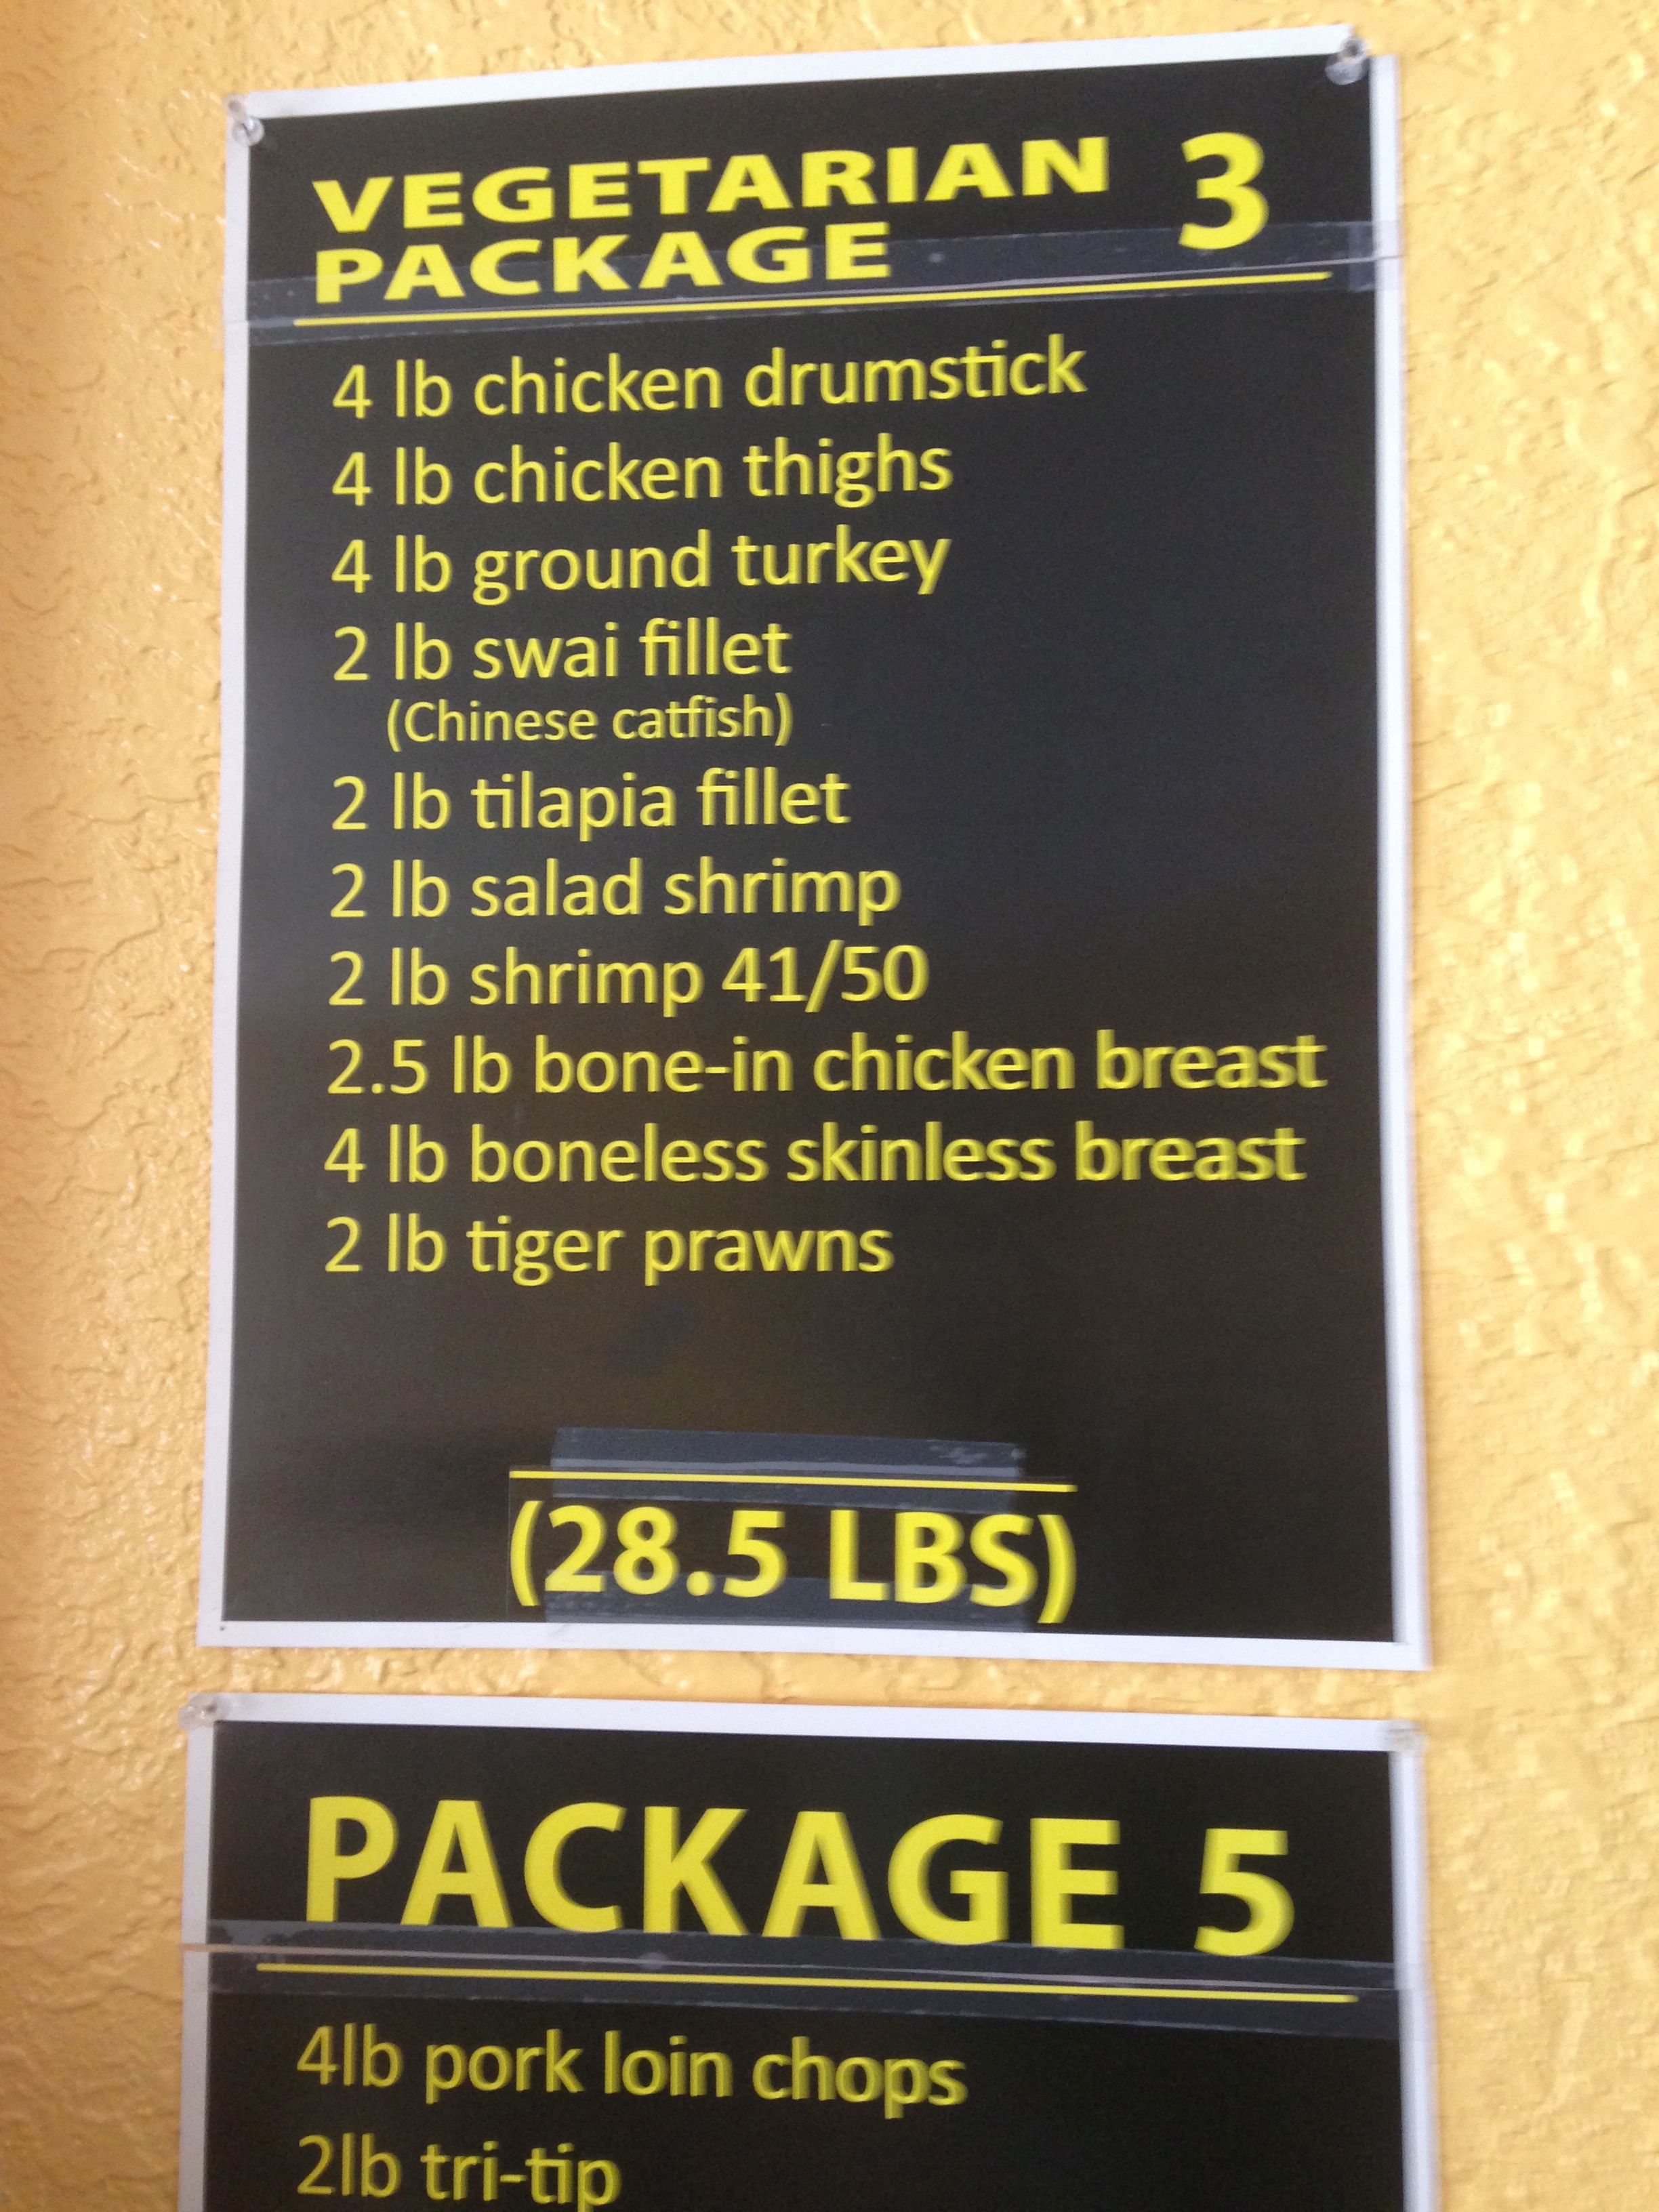 VEGETARIAN 3
PACKAGE
4 lb chicken drumstick
4 lb chicken thighs
4 lb ground turkey
2 lb swai fillet
(Chinese catfish)
2 lb tilapia fillet
2 lb salad shrimp
2 lb shrimp 41/50
2.5 lb bone-in chicken breast
4 lb boneless skinless breast
2 lb tiger prawns
(28.5 LBS)
PACKAGE 5
4lb pork loin chops
2lb tri-tip